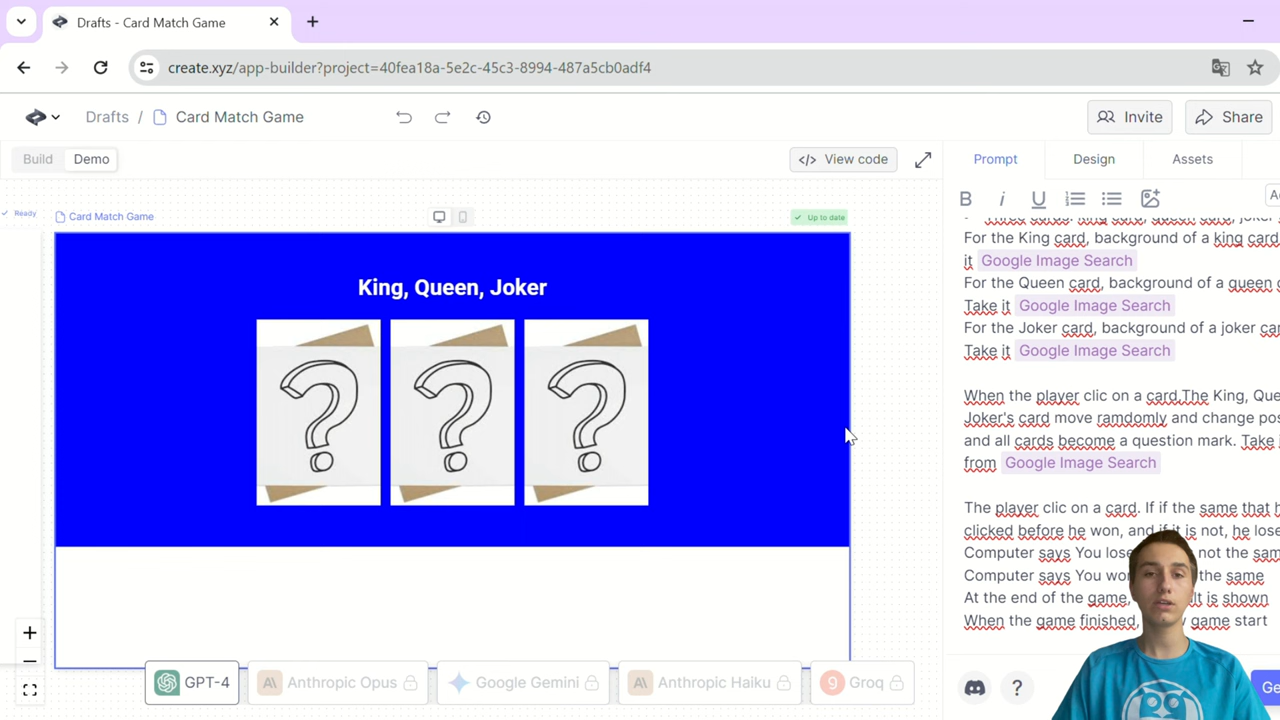 Drafts - Card Match Game
create.xyz/app-builder?project=40fea18a-5e2c-45c3-8994-487a5cb0adf4
Drafts / Card Match Game
Invite
Share
Build
Demo
View code
Prompt
Design
Assets
Ready
Card Match Game
Up to date
B i U
King, Queen, Joker
? ? ?
For the King card, background of a king card
it Google Image Search
For the Queen card, background of a queen
Take it Google Image Search
For the Joker card, background of a joker
Take it Google Image Search
When the player clic on a card,The King,
Joker's card move ramdomly and change
and all cards become a question mark. Take
from Google Image Search
The player clic on a card. If if the same that
clicked before he won, and if it is not, he lose
Computer says You lose not the
Computer says You the same
At the end of the game, is shown
When the game finished, game start
GPT-4
Anthropic Opus
Google Gemini
Anthropic Haiku
Groq
?